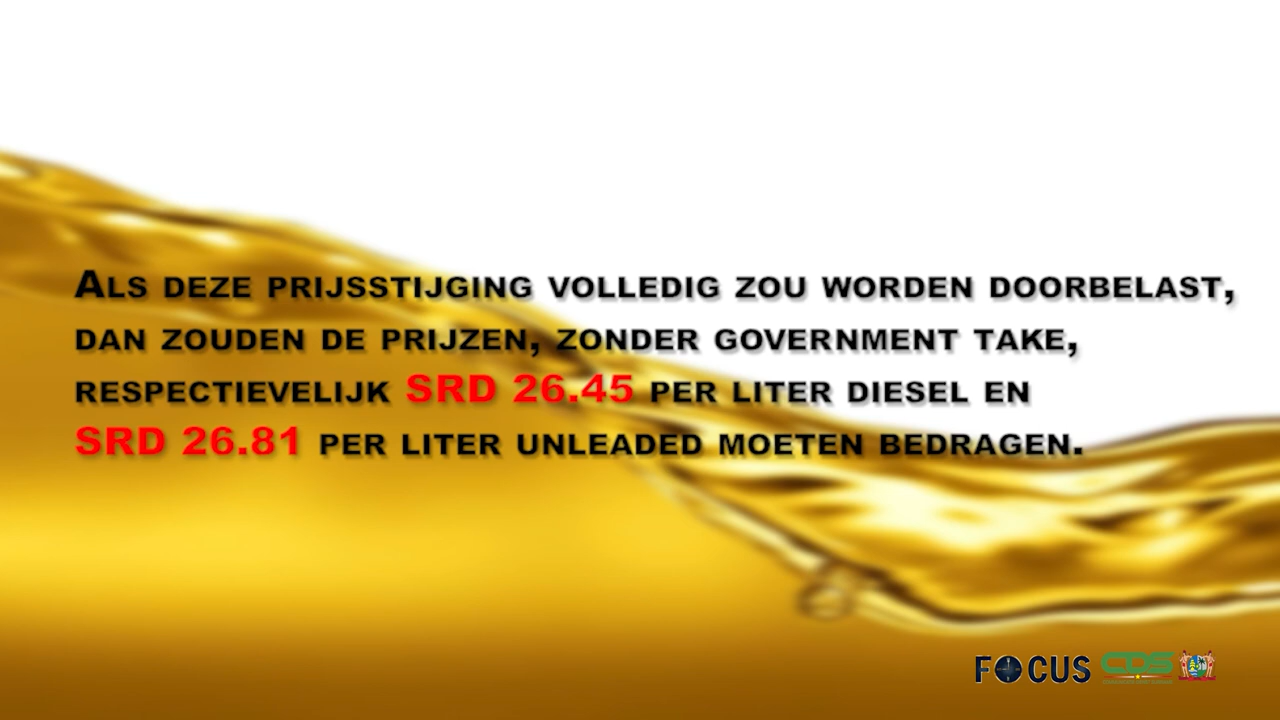 Als deze prijsstijging volledig zou worden doorbelast,
dan zouden de prijzen, zonder government take,
respectievelijk SRD 26.45 per liter diesel en
SRD 26.81 per liter unleaded moeten bedragen.
FOCUS CDS